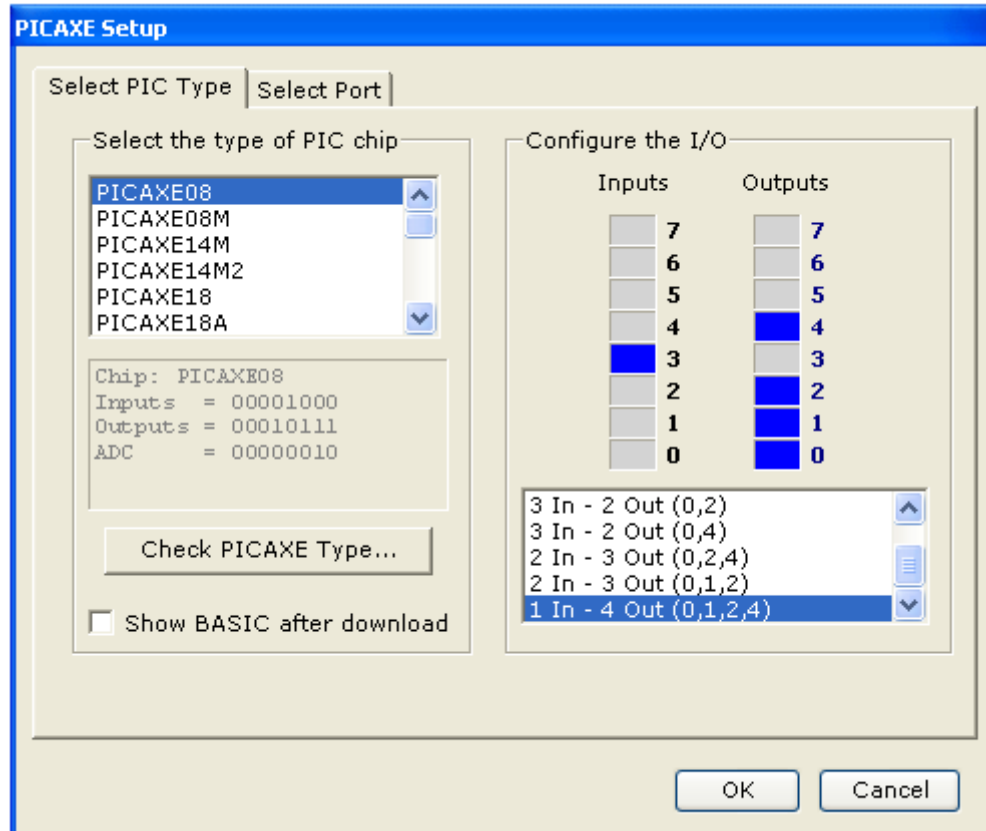 PICAXE Setup
Select PIC Type
Select Port
Select the type of PIC chip
PICAXE08
PICAXE08M
PICAXE14M
PICAXE14M2
PICAXE18
PICAXE18A
Chip: PICAXE08
Inputs = 00001000
Outputs = 00010111
ADC = 00000010
Check PICAXE Type...
Show BASIC after download
Configure the I/O
Inputs Outputs
7 7
6 6
5 5
4 4
3 3
2 2
1 1
0 0
3 In - 2 Out (0,2)
3 In - 2 Out (0,4)
2 In - 3 Out (0,2,4)
2 In - 3 Out (0,1,2)
1 In - 4 Out (0,1,2,4)
OK
Cancel